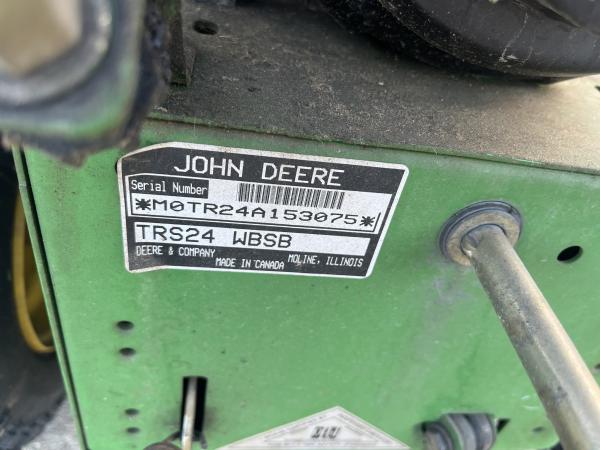 JOHN DEERE
Serial Number
*M0TR24A153075*
TRS24 WBSB
DEERE & COMPANY MOLINE, ILLINOIS
MADE IN CANADA